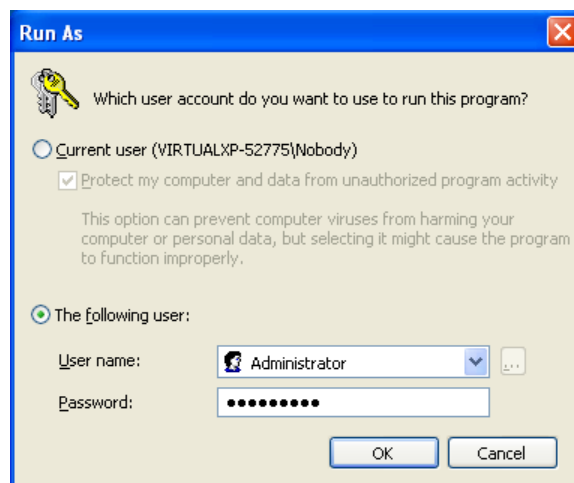 Run As
Which user account do you want to use to run this program?
Current user (VIRTUALXP-52775\Nobody)
Protect my computer and data from unauthorized program activity
This option can prevent computer viruses from harming your
computer or personal data, but selecting it might cause the program
to function improperly.
The following user:
User name: Administrator ...
Password: •••••••••
OK Cancel